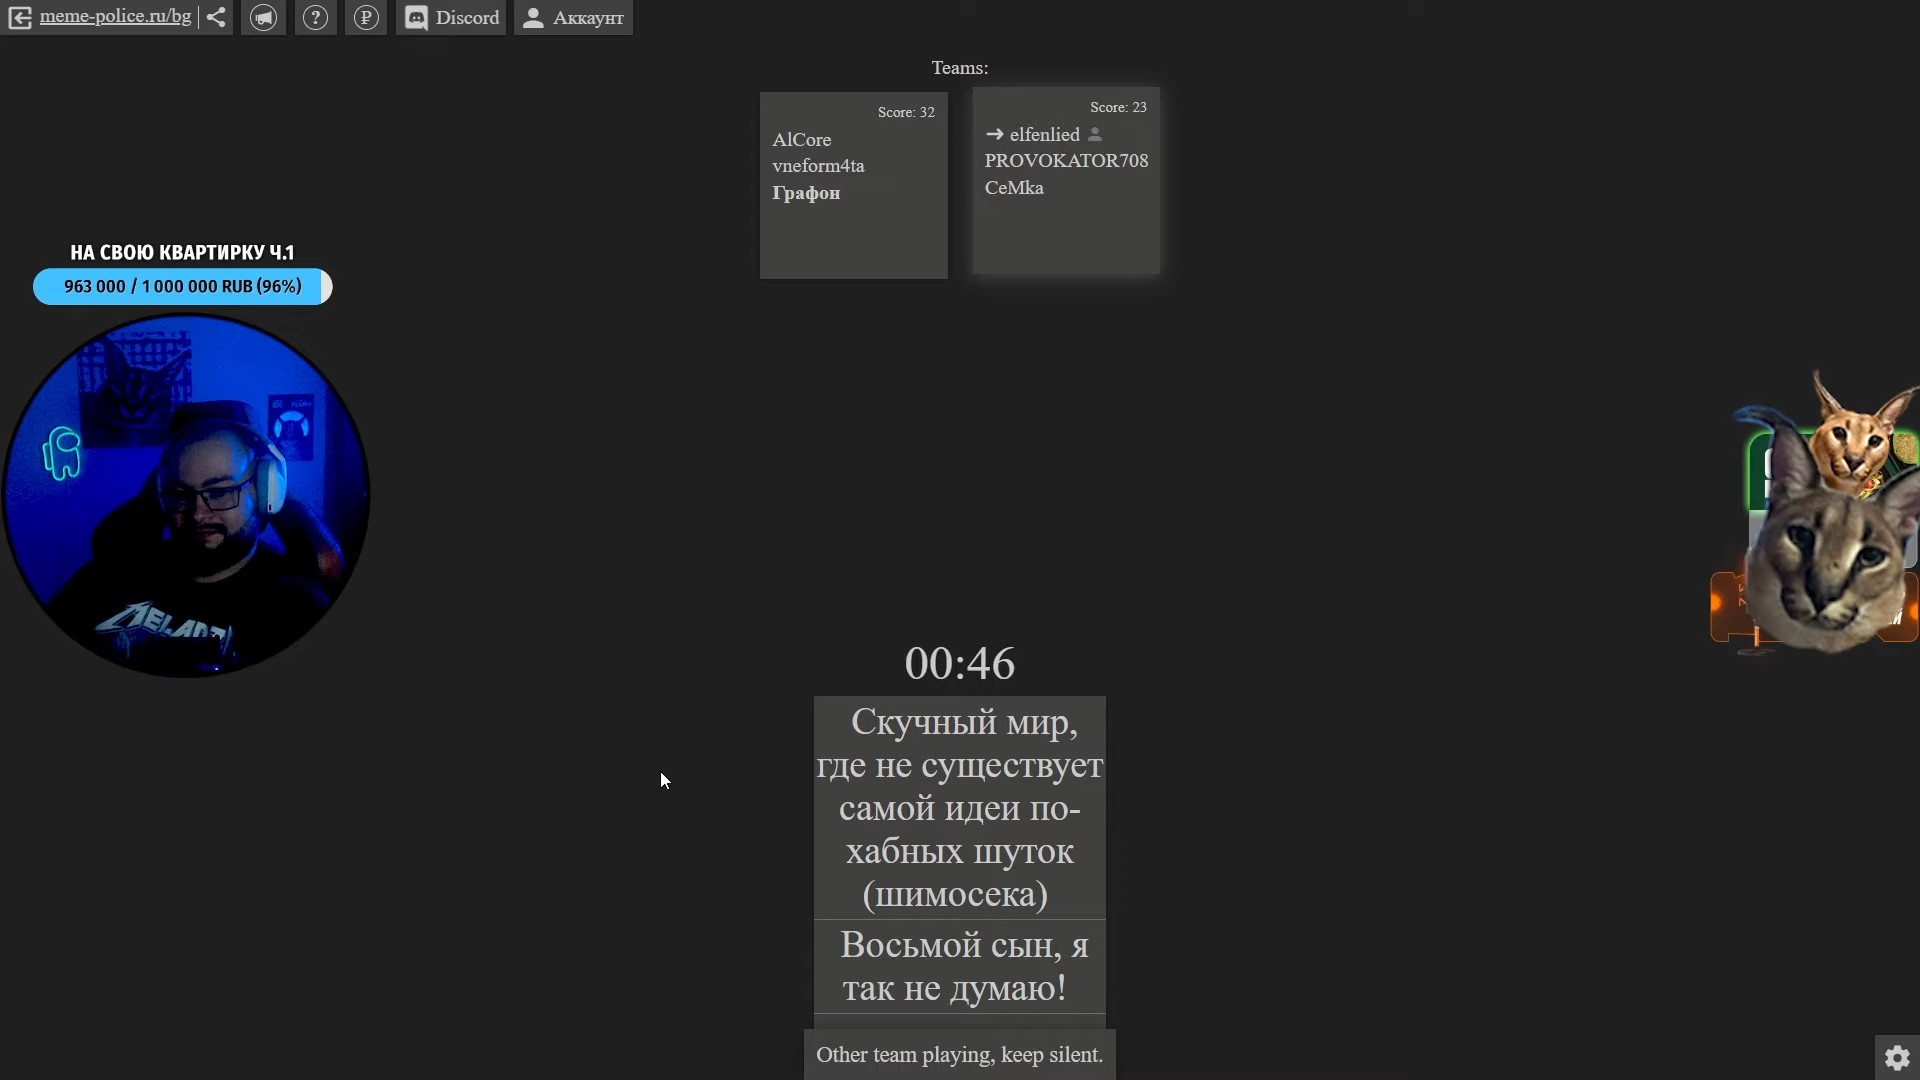 meme-police.ru/bg
Discord
Аккаунт
Teams:
Score: 32
AlCore
vneform4ta
Графон
Score: 23
→ elfenlied
PROVOKATOR708
CeMka
НА СВОЮ КВАРТИРКУ Ч.1
963 000 / 1 000 000 RUB (96%)
00:46
Скучный мир,
где не существует
самой идеи по-
хабных шуток
(шимосека)
Восьмой сын, я
так не думаю!
Other team playing, keep silent.